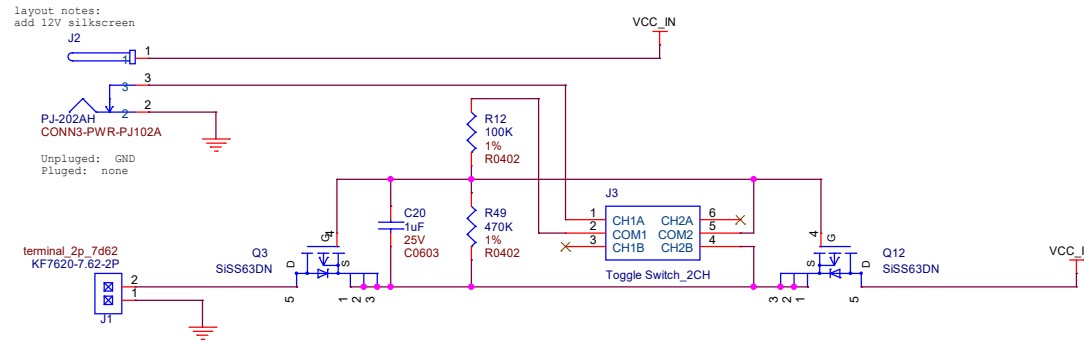 layout notes:
add 12V silkscreen
J2
1
1
VCC_IN
3
3
2
2
PJ-202AH
CONN3-PWR-PJ102A
Unpluged: GND
Pluged: none
R12
100K
1%
R0402
C20
1uF
25V
C0603
R49
470K
1%
R0402
J3
1
2
3
CH1A
COM1
CH1B
CH2A
COM2
CH2B
6
5
4
Toggle Switch_2CH
terminal_2p_7d62
KF7620-7.62-2P
2
1
J1
Q3
SiSS63DN
G
4
D
S
5
1
2
3
Q12
SiSS63DN
4
G
S
D
3
2
1
5
VCC_I